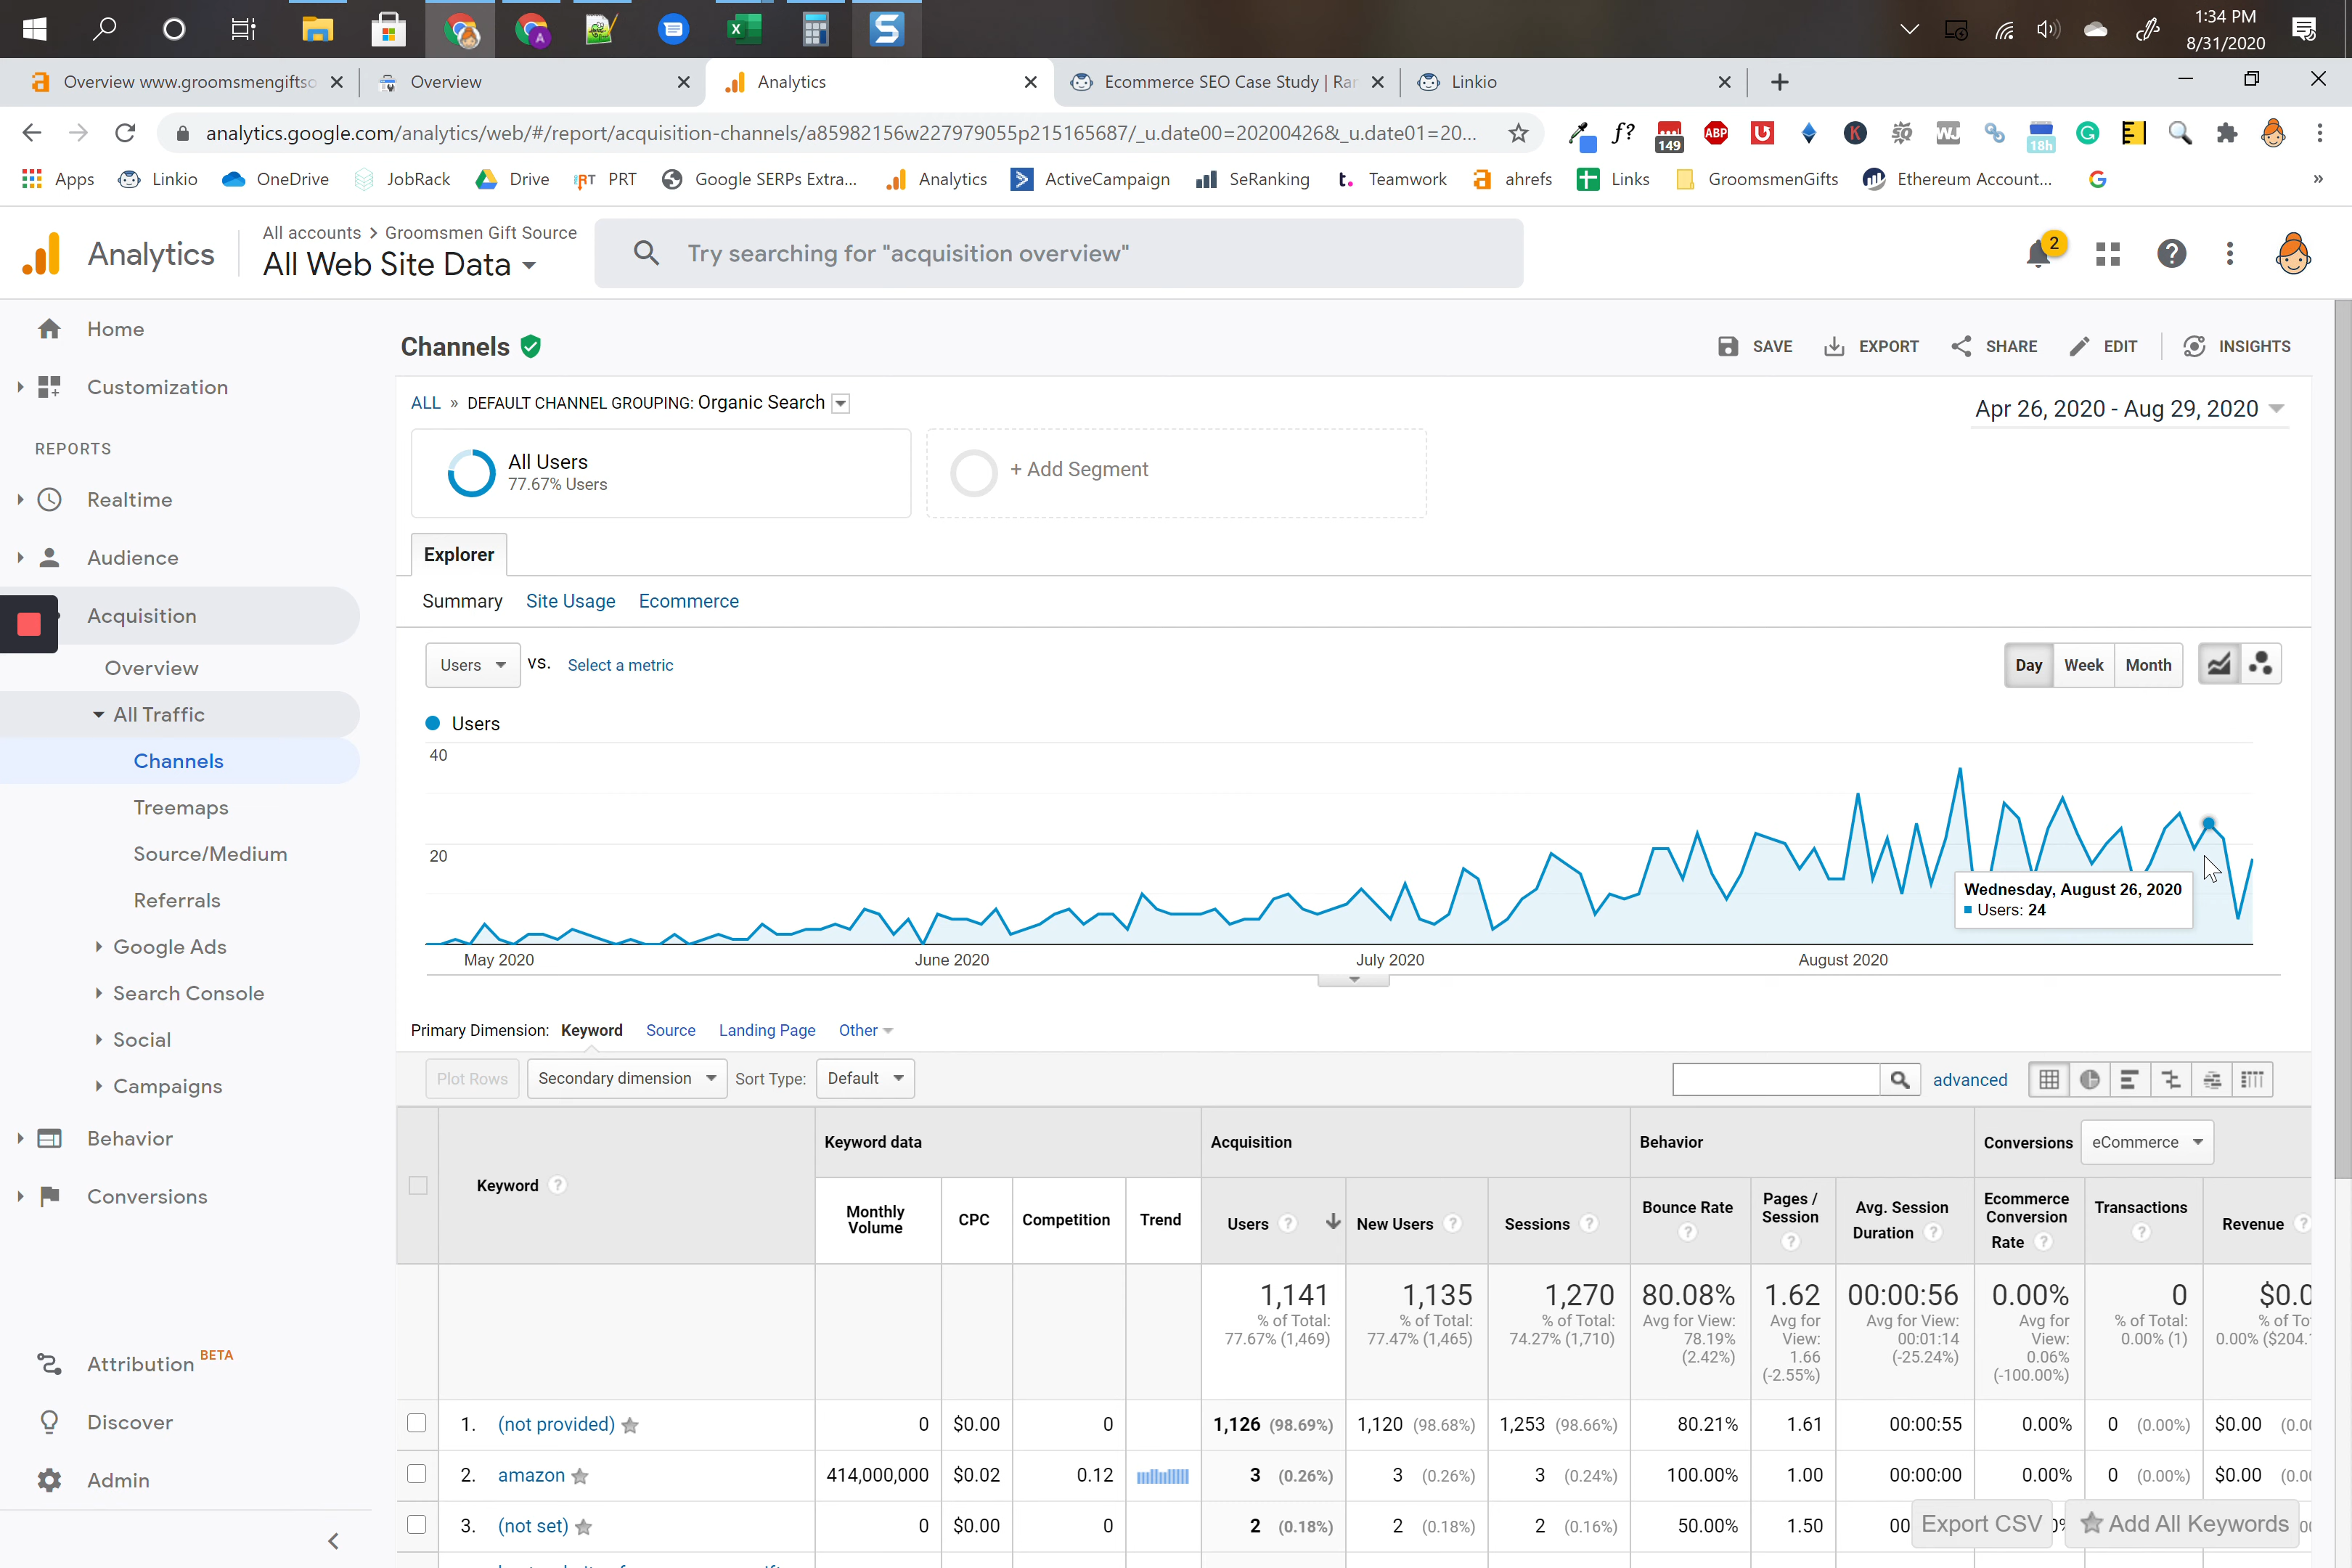 1:34 PM
8/31/2020
Overview www.groomsmengiftso
Overview
Analytics
Ecommerce SEO Case Study | Ran
Linkio
analytics.google.com/analytics/web/#/report/acquisition-channels/a85982156w227979055p215165687/_u.date00=20200426&_u.date01=20...
f?
149
ABP
K
WJ
18h
Apps
Linkio
OneDrive
JobRack
Drive
PRT
Google SERPs Extra...
Analytics
ActiveCampaign
SeRanking
Teamwork
ahrefs
Links
GroomsmenGifts
Ethereum Account...
»
Analytics
All accounts > Groomsmen Gift Source
All Web Site Data
Try searching for "acquisition overview"
2
Home
Customization
REPORTS
Realtime
Audience
Acquisition
Overview
All Traffic
Channels
Treemaps
Source/Medium
Referrals
Google Ads
Search Console
Social
Campaigns
Behavior
Conversions
Attribution BETA
Discover
Admin
Channels
SAVE EXPORT SHARE EDIT INSIGHTS
ALL » DEFAULT CHANNEL GROUPING: Organic Search
Apr 26, 2020 - Aug 29, 2020
All Users
77.67% Users
+ Add Segment
Explorer
Summary Site Usage Ecommerce
Users VS. Select a metric
Day Week Month
Users
40
20
Wednesday, August 26, 2020
Users: 24
May 2020 June 2020 July 2020 August 2020
Primary Dimension: Keyword Source Landing Page Other
Plot Rows Secondary dimension Sort Type: Default
advanced
Keyword data Acquisition Behavior Conversions eCommerce
Keyword ? Monthly Volume CPC Competition Trend Users ? New Users ? Sessions ? Bounce Rate ? Pages / Session ? Avg. Session Duration ? Ecommerce Conversion Rate ? Transactions ? Revenue ?
1,141 1,135 1,270 80.08% 1.62 00:00:56 0.00% 0 $0.0
% of Total: 77.67% (1,469)
% of Total: 77.47% (1,465)
% of Total: 74.27% (1,710)
Avg for View: 78.19% (2.42%)
Avg for View: 1.66 (-2.55%)
Avg for View: 00:01:14 (-25.24%)
Avg for View: 0.06% (-100.00%)
% of Total: 0.00% (1)
% of To 0.00% ($204.
1. (not provided) 0 $0.00 0 1,126 (98.69%) 1,120 (98.68%) 1,253 (98.66%) 80.21% 1.61 00:00:55 0.00% 0 (0.00%) $0.00 (0.00
2. amazon 414,000,000 $0.02 0.12 3 (0.26%) 3 (0.26%) 3 (0.24%) 100.00% 1.00 00:00:00 0.00% 0 (0.00%) $0.00 (0.00
3. (not set) 0 $0.00 0 2 (0.18%) 2 (0.18%) 2 (0.16%) 50.00% 1.50 00
Export CSV
Add All Keywords